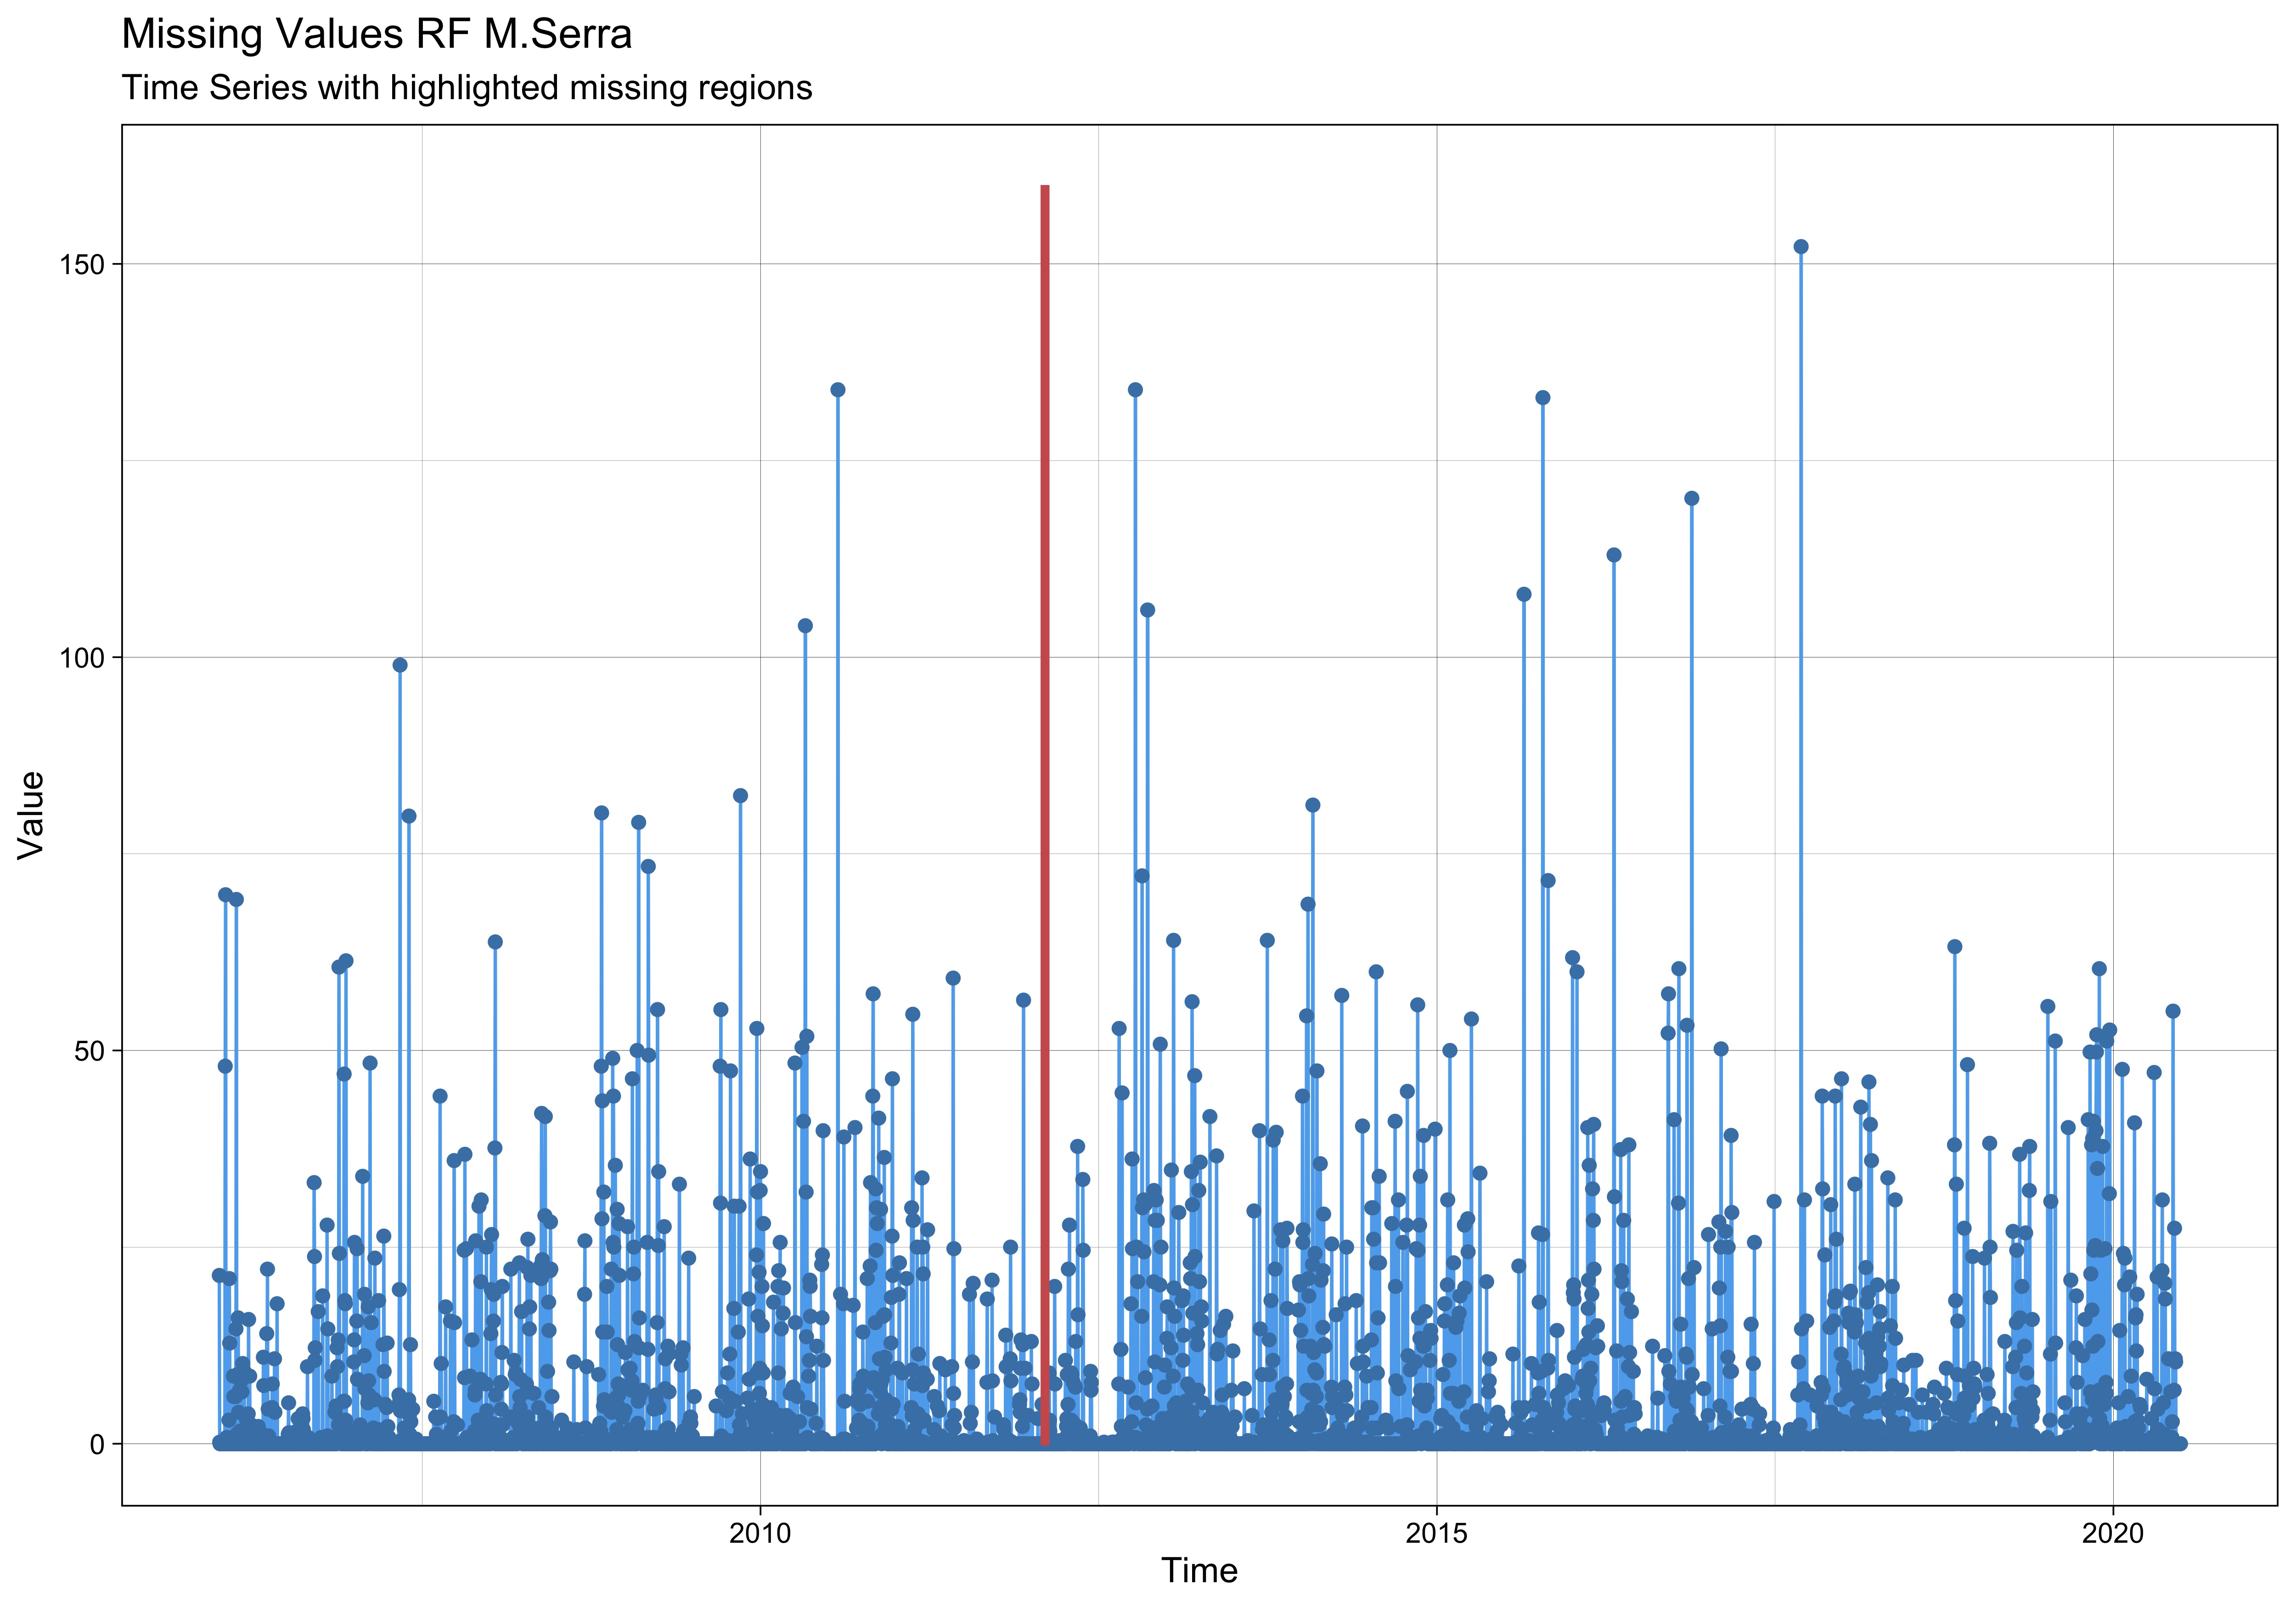 Missing Values RF M.Serra
Time Series with highlighted missing regions
150
100
50
0
Value
2010
2015
2020
Time